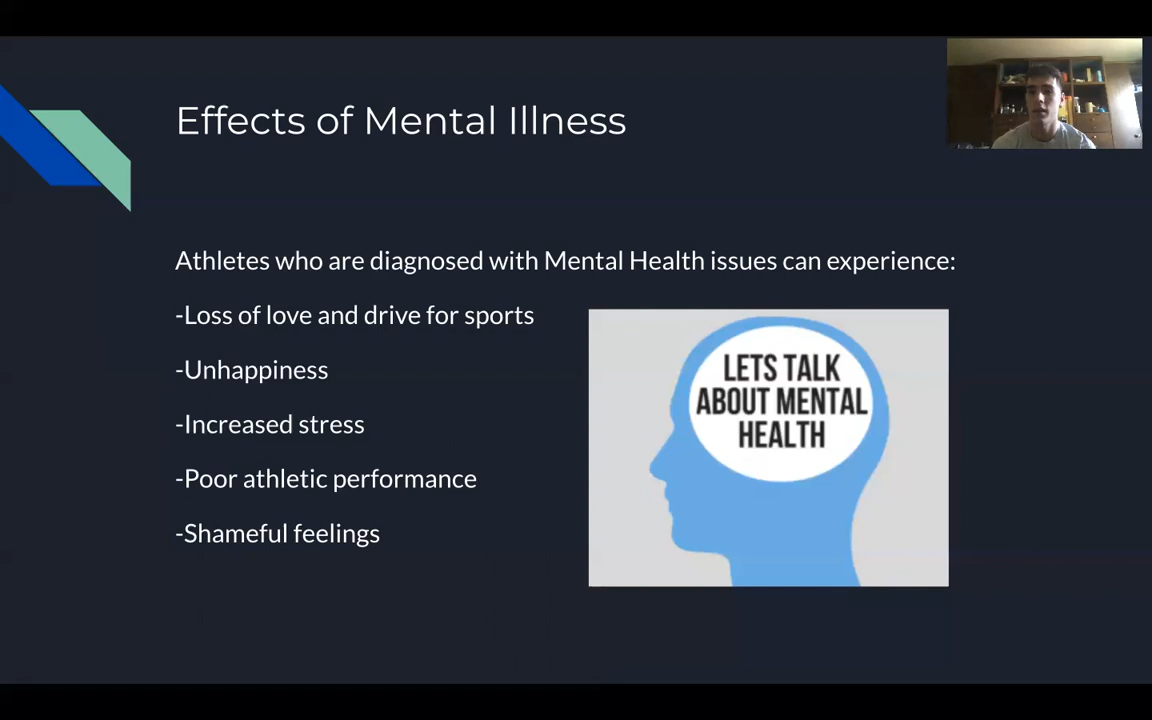 Effects of Mental Illness
Athletes who are diagnosed with Mental Health issues can experience:
-Loss of love and drive for sports
-Unhappiness
-Increased stress
-Poor athletic performance
-Shameful feelings
LETS TALK
ABOUT MENTAL
HEALTH